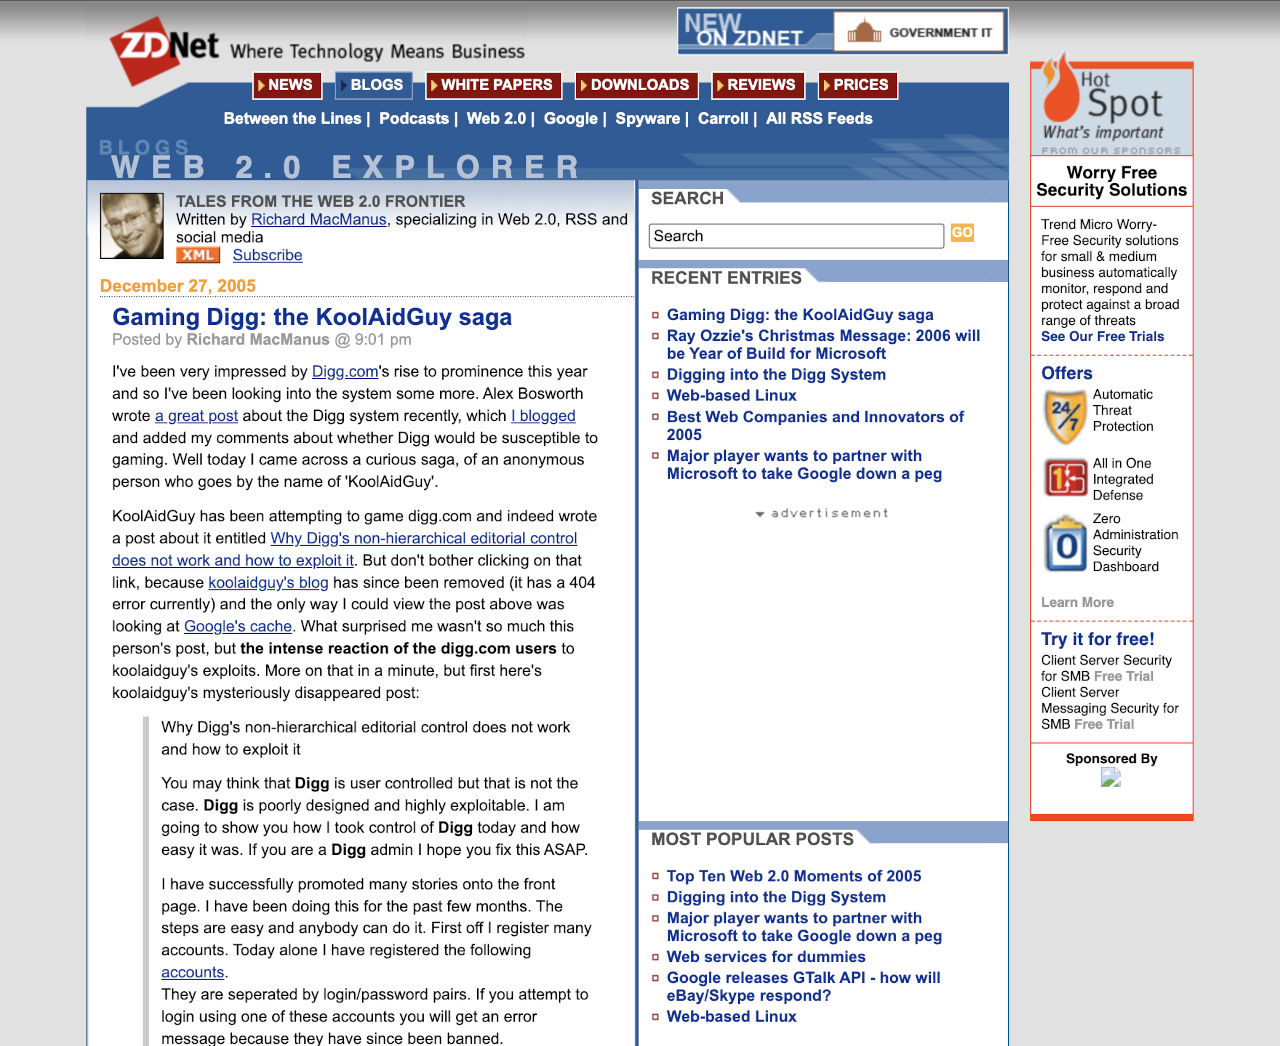 ZDNet Where Technology Means Business
NEW
ON ZDNET
GOVERNMENT IT
NEWS
BLOGS
WHITE PAPERS
DOWNLOADS
REVIEWS
PRICES
Between the Lines | Podcasts | Web 2.0 | Google | Spyware | Carroll | All RSS Feeds
BLOGS
WEB 2.0 EXPLORER
TALES FROM THE WEB 2.0 FRONTIER
Written by Richard MacManus, specializing in Web 2.0, RSS and
social media
XML Subscribe
December 27, 2005
Gaming Digg: the KoolAidGuy saga
Posted by Richard MacManus @ 9:01 pm
I've been very impressed by Digg.com's rise to prominence this year
and so I've been looking into the system some more. Alex Bosworth
wrote a great post about the Digg system recently, which I blogged
and added my comments about whether Digg would be susceptible to
gaming. Well today I came across a curious saga, of an anonymous
person who goes by the name of 'KoolAidGuy'.
KoolAidGuy has been attempting to game digg.com and indeed wrote
a post about it entitled Why Digg's non-hierarchical editorial control
does not work and how to exploit it. But don't bother clicking on that
link, because koolaidguy's blog has since been removed (it has a 404
error currently) and the only way I could view the post above was
looking at Google's cache. What surprised me wasn't so much this
person's post, but the intense reaction of the digg.com users to
koolaidguy's exploits. More on that in a minute, but first here's
koolaidguy's mysteriously disappeared post:
Why Digg's non-hierarchical editorial control does not work
and how to exploit it
You may think that Digg is user controlled but that is not the
case. Digg is poorly designed and highly exploitable. I am
going to show you how I took control of Digg today and how
easy it was. If you are a Digg admin I hope you fix this ASAP.
I have successfully promoted many stories onto the front
page. I have been doing this for the past few months. The
steps are easy and anybody can do it. First off I register many
accounts. Today alone I have registered the following
accounts.
They are seperated by login/password pairs. If you attempt to
login using one of these accounts you will get an error
message because they have since been banned.
SEARCH
Search
GO
RECENT ENTRIES
Gaming Digg: the KoolAidGuy saga
Ray Ozzie's Christmas Message: 2006 will
be Year of Build for Microsoft
Digging into the Digg System
Web-based Linux
Best Web Companies and Innovators of
2005
Major player wants to partner with
Microsoft to take Google down a peg
advertisement
MOST POPULAR POSTS
Top Ten Web 2.0 Moments of 2005
Digging into the Digg System
Major player wants to partner with
Microsoft to take Google down a peg
Web services for dummies
Google releases GTalk API - how will
eBay/Skype respond?
Web-based Linux
Hot
Spot
What's important
FROM OUR SPONSORS
Worry Free
Security Solutions
Trend Micro Worry-
Free Security solutions
for small & medium
business automatically
monitor, respond and
protect against a broad
range of threats
See Our Free Trials
Offers
24/7
Automatic
Threat
Protection
1
All in One
Integrated
Defense
0
Zero
Administration
Security
Dashboard
Learn More
Try it for free!
Client Server Security
for SMB Free Trial
Client Server
Messaging Security for
SMB Free Trial
Sponsored By